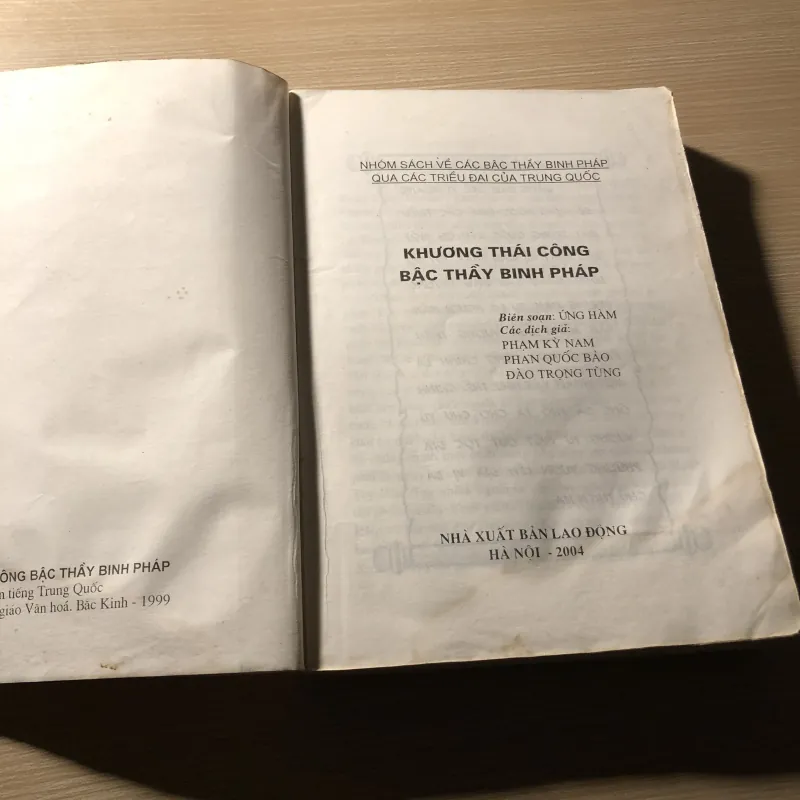 ÔNG BẬC THẦY BINH PHÁP
tiếng Trung Quốc
giáo Văn hoá. Bắc Kinh - 1999
NHÓM SÁCH VỀ CÁC BẬC THẦY BINH PHÁP
QUA CÁC TRIỀU ĐẠI CỦA TRUNG QUỐC
KHƯƠNG THÁI CÔNG
BẬC THẦY BINH PHÁP
Biên soạn: ỨNG HÀM
Các dịch giả:
PHẠM KỲ NAM
PHAN QUỐC BẢO
ĐÀO TRỌNG TỪNG
NHÀ XUẤT BẢN LAO ĐỘNG
HÀ NỘI - 2004